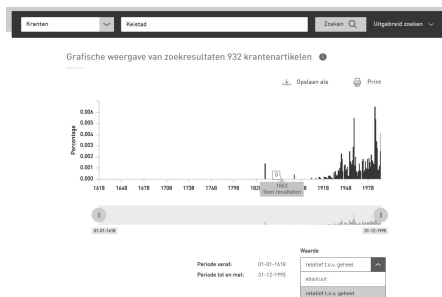 Kranten Keistad Zoeken Uitgebreid zoeken
Grafische weergave van zoekresultaten 932 krantenartikelen
Opslaan als Print
Percentage
0.006
0.005
0.004
0.003
0.002
0.001
0.000
0
1618 1648 1678 1708 1738 1768 1798 1828 1918 1948 1978
1863
Toon resultaten
01-01-1618 31-12-1995
Waarde
Periode vanaf: 01-01-1618 relatief t.o.v. geheel
Periode tot en met: 31-12-1995 absoluut
relatief t.o.v. geheel